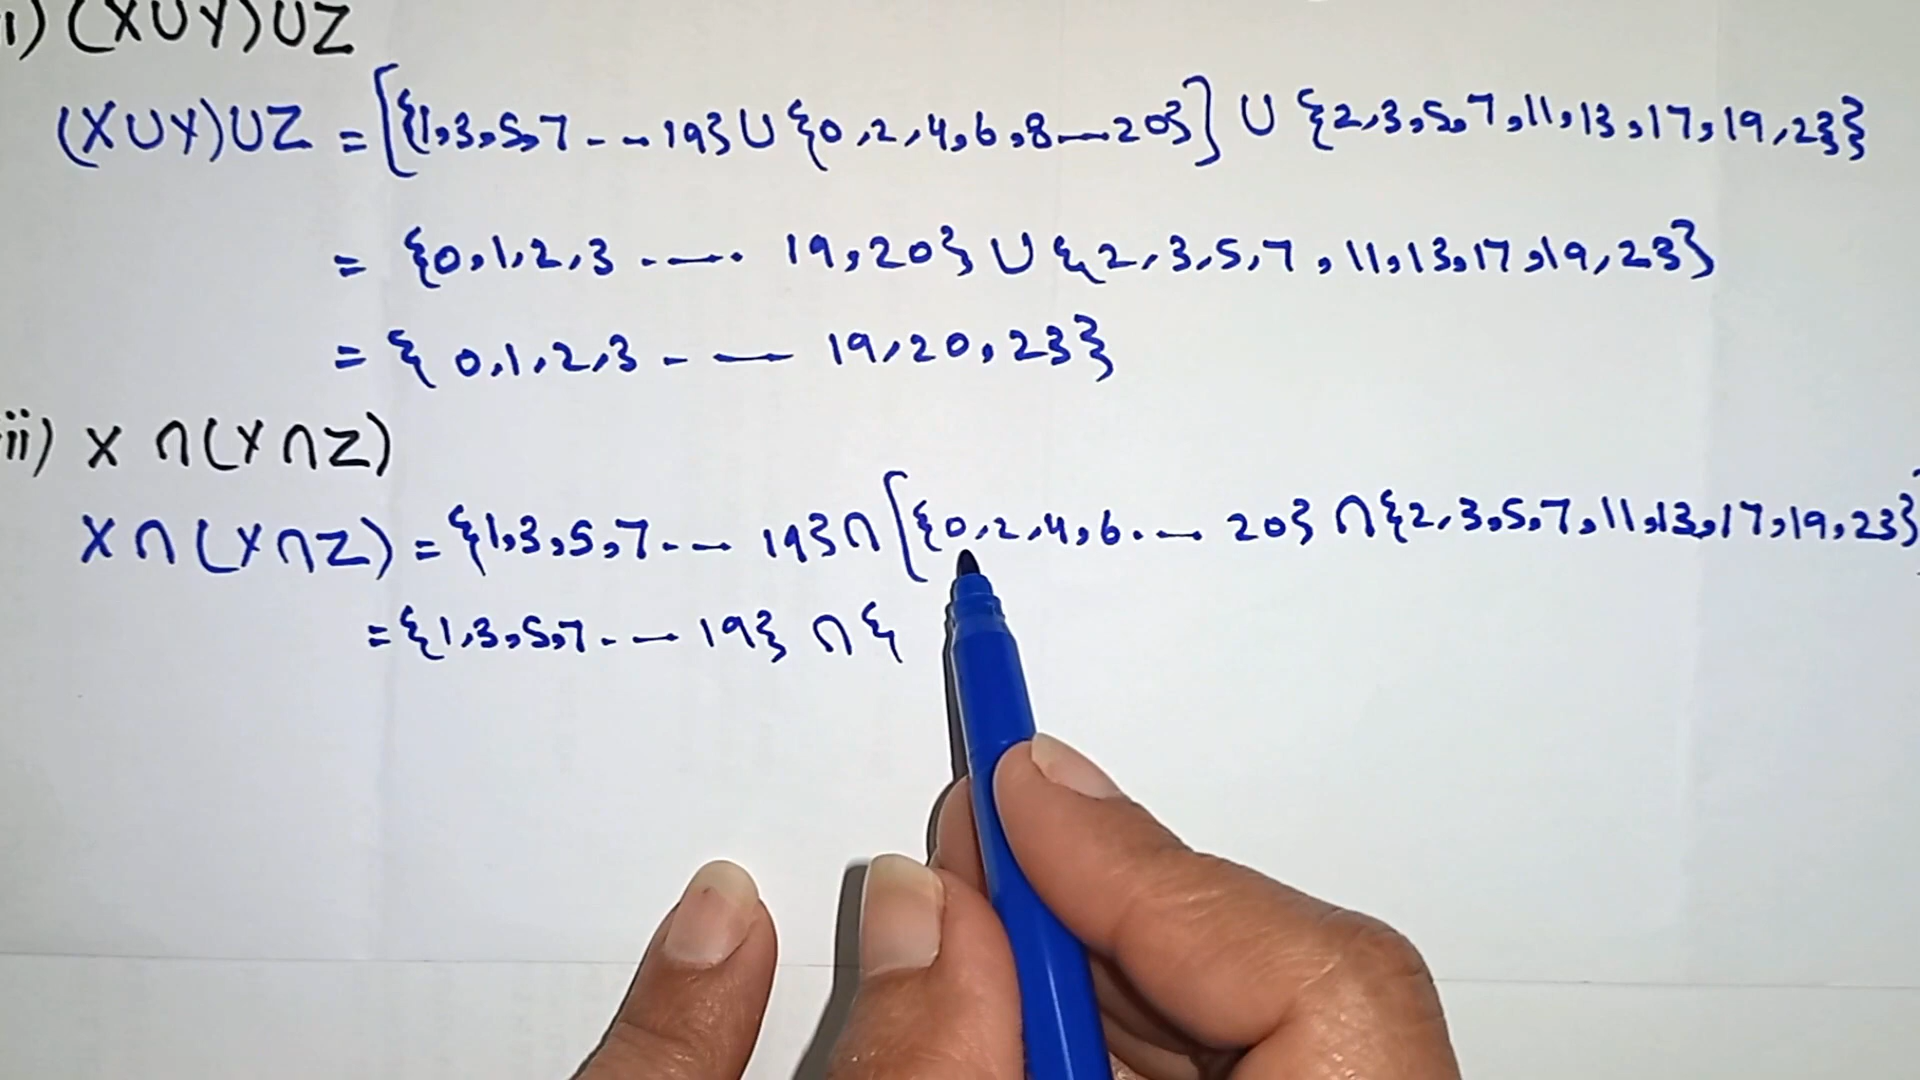 i) (X∪Y)∪Z
(X∪Y)∪Z = [{1,3,5,7 - - - 19}∪{0,2,4,6,8 — 20}] ∪ {2,3,5,7,11,13,17,19,23}}
= {0,1,2,3 - — . 19,20} ∪ {2,3,5,7,11,13,17,19,23}
= {0,1,2,3 - — 19,20,23}
ii) X ∩(Y∩Z)
X∩(Y∩Z) = {1,3,5,7 - - - 19}∩[{0,2,4,6 . — 20} ∩{2,3,5,7,11,13,17,19,23}
={1,3,5,7 - — 19} ∩ {